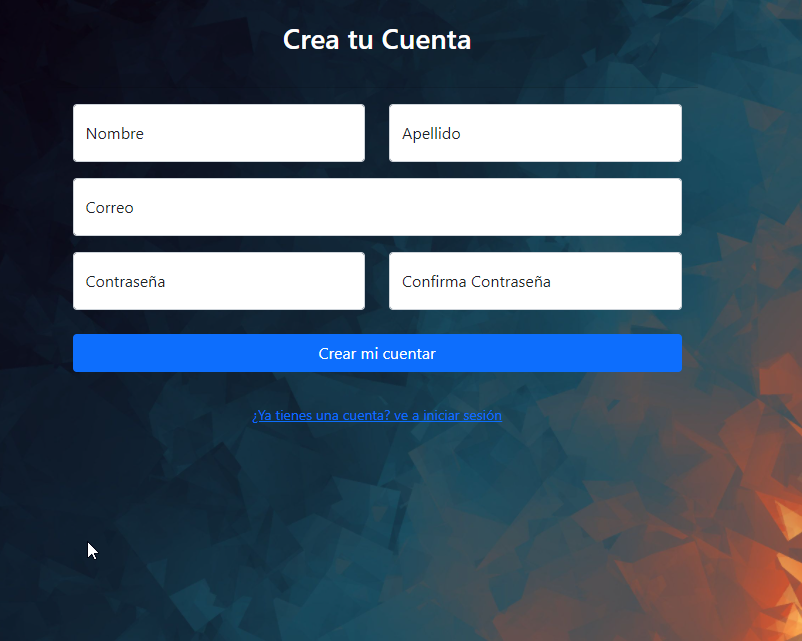 Crea tu Cuenta
Nombre
Apellido
Correo
Contraseña
Confirma Contraseña
Crear mi cuentar
¿Ya tienes una cuenta? ve a iniciar sesión